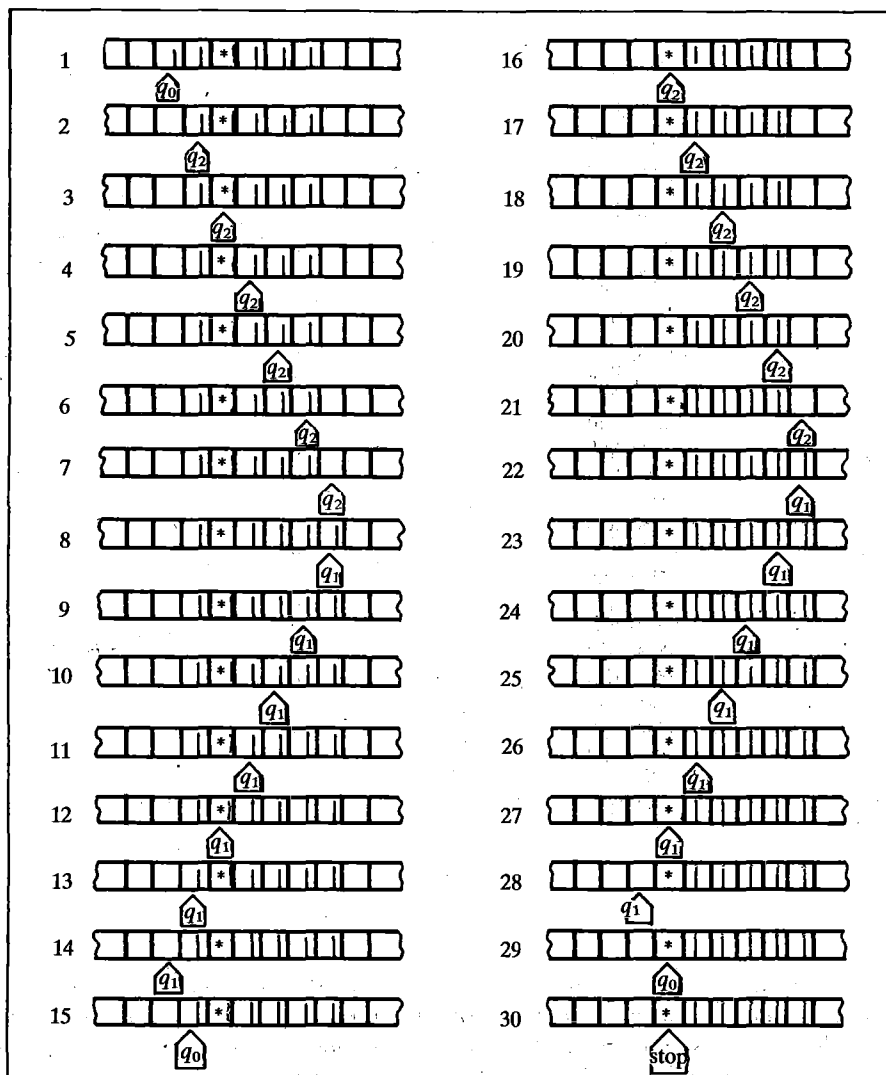 1 * 
q₀
2 *
q₂
3 *
q₂
4 *
q₂
5 *
q₂
6 *
q₂
7 *
q₂
8 *
q₁
9 *
q₁
10 *
q₁
11 *
q₁
12 *
q₁
13 *
q₁
14 *
q₁
15 *
q₀
16 *
q₂
17 *
q₂
18 *
q₂
19 *
q₂
20 *
q₂
21 *
q₂
22 *
q₁
23 *
q₁
24 *
q₁
25 *
q₁
26 *
q₁
27 *
q₁
28 *
q₁
29 *
q₀
30 *
stop